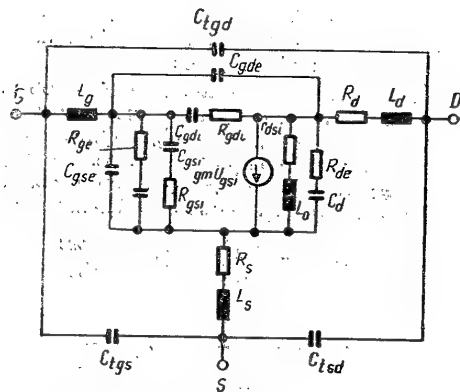 C_tgd
C_gde
G
L_g
R_d
L_d
D
R_ge
C_gdi
R_gdi
r_dsi
C_gsi
C_gse
g_mU_gsi
R_de
R_gsi
L_0
C_d
R_s
L_s
C_tgs
C_tsd
S